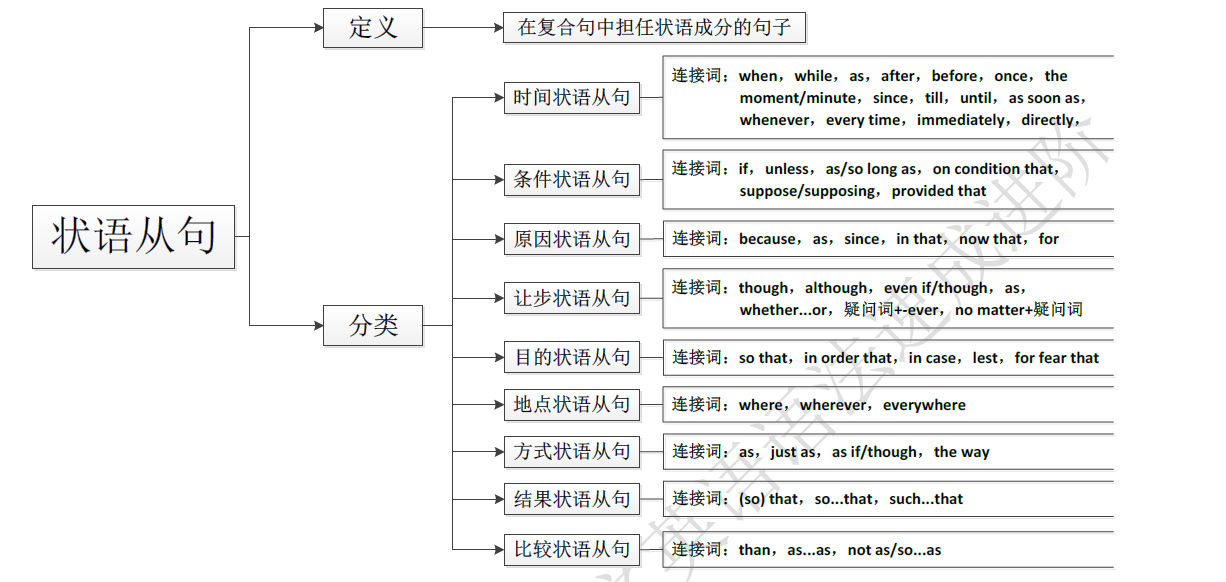 状语从句
定义
在复合句中担任状语成分的句子
分类
时间状语从句
连接词：when，while，as，after，before，once，the
moment/minute，since，till，until，as soon as，
whenever，every time，immediately，directly，
条件状语从句
连接词：if，unless，as/so long as，on condition that，
suppose/supposing，provided that
原因状语从句
连接词：because，as，since，in that，now that，for
让步状语从句
连接词：though，although，even if/though，as，
whether...or，疑问词+-ever，no matter+疑问词
目的状语从句
连接词：so that，in order that，in case，lest，for fear that
地点状语从句
连接词：where，wherever，everywhere
方式状语从句
连接词：as，just as，as if/though，the way
结果状语从句
连接词：(so) that，so...that，such...that
比较状语从句
连接词：than，as...as，not as/so...as
英语语法速成进阶